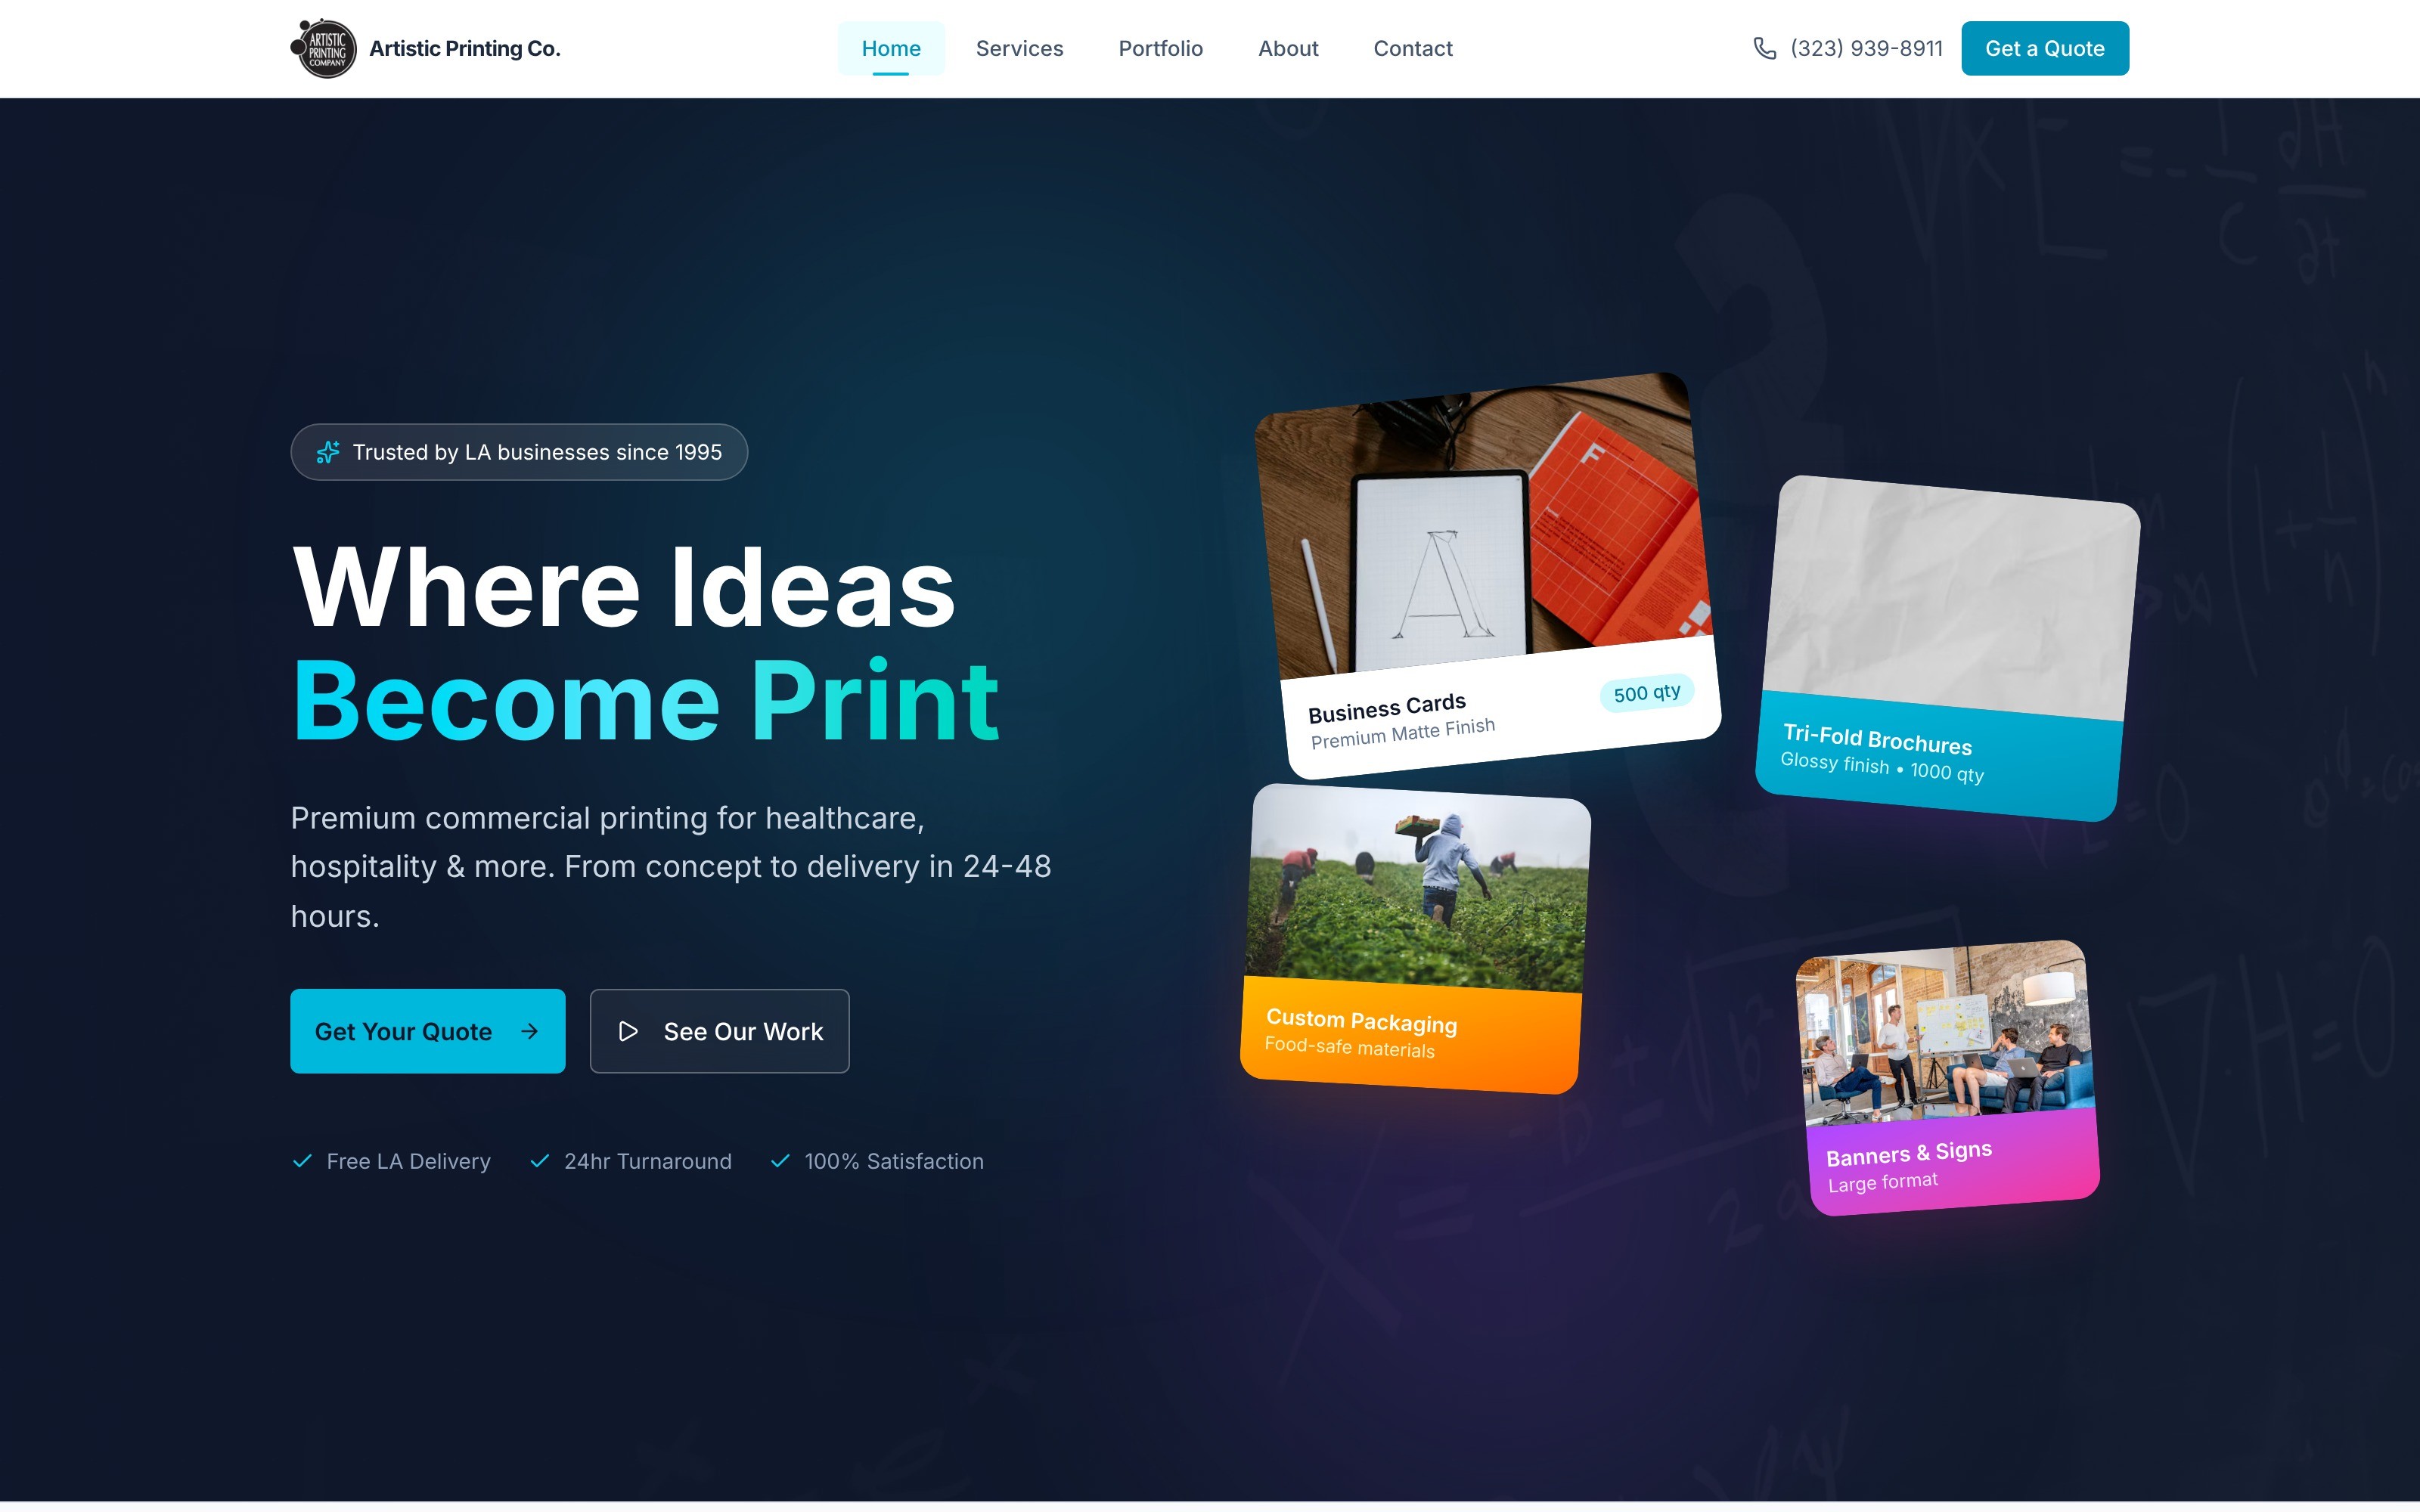 ARTISTIC
PRINTING
COMPANY
Artistic Printing Co.
Home
Services
Portfolio
About
Contact
(323) 939-8911
Get a Quote
Trusted by LA businesses since 1995
Where Ideas
Become Print
Premium commercial printing for healthcare,
hospitality & more. From concept to delivery in 24-48
hours.
Get Your Quote
See Our Work
Free LA Delivery
24hr Turnaround
100% Satisfaction
F
A
Business Cards
Premium Matte Finish
500 qty
Tri-Fold Brochures
Glossy finish • 1000 qty
Custom Packaging
Food-safe materials
Banners & Signs
Large format